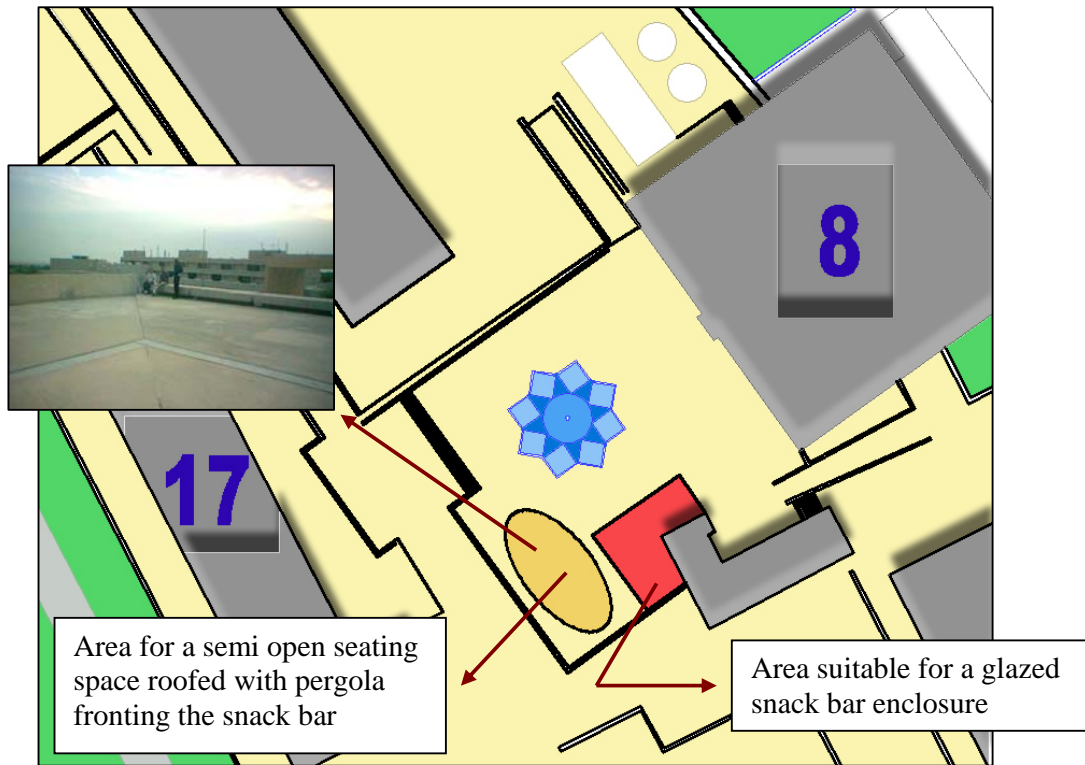 8
17
Area for a semi open seating
space roofed with pergola
fronting the snack bar
Area suitable for a glazed
snack bar enclosure